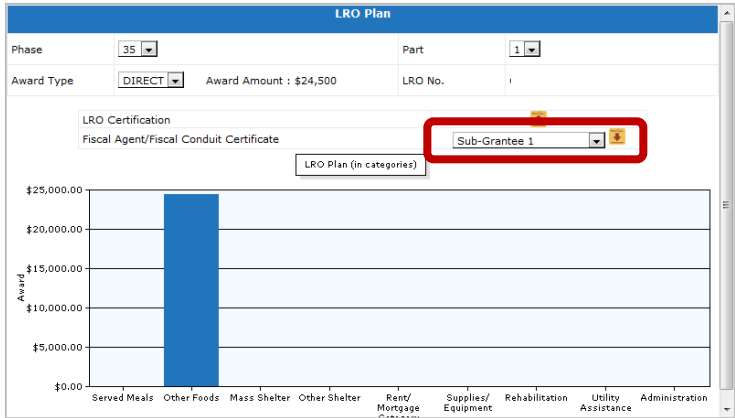 LRO Plan
Phase 35 Part 1
Award Type DIRECT Award Amount : $24,500 LRO No.
LRO Certification
Fiscal Agent/Fiscal Conduit Certificate Sub-Grantee 1
LRO Plan (in categories)
$25,000.00
$20,000.00
$15,000.00
$10,000.00
$5,000.00
$0.00
Award
Served Meals Other Foods Mass Shelter Other Shelter Rent/ Supplies/ Rehabilitation Utility Administration
Mortgage Equipment Assistance
Category